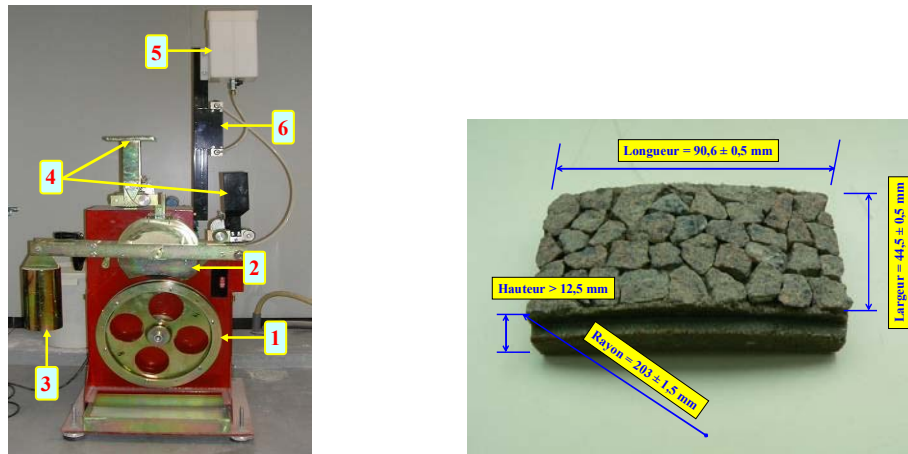 5
6
4
2
1
3
Longueur = 90,6 ± 0,5 mm
Largeur = 44,5 ± 0,5 mm
Hauteur > 12,5 mm
Rayon = 203 ± 1,5 mm